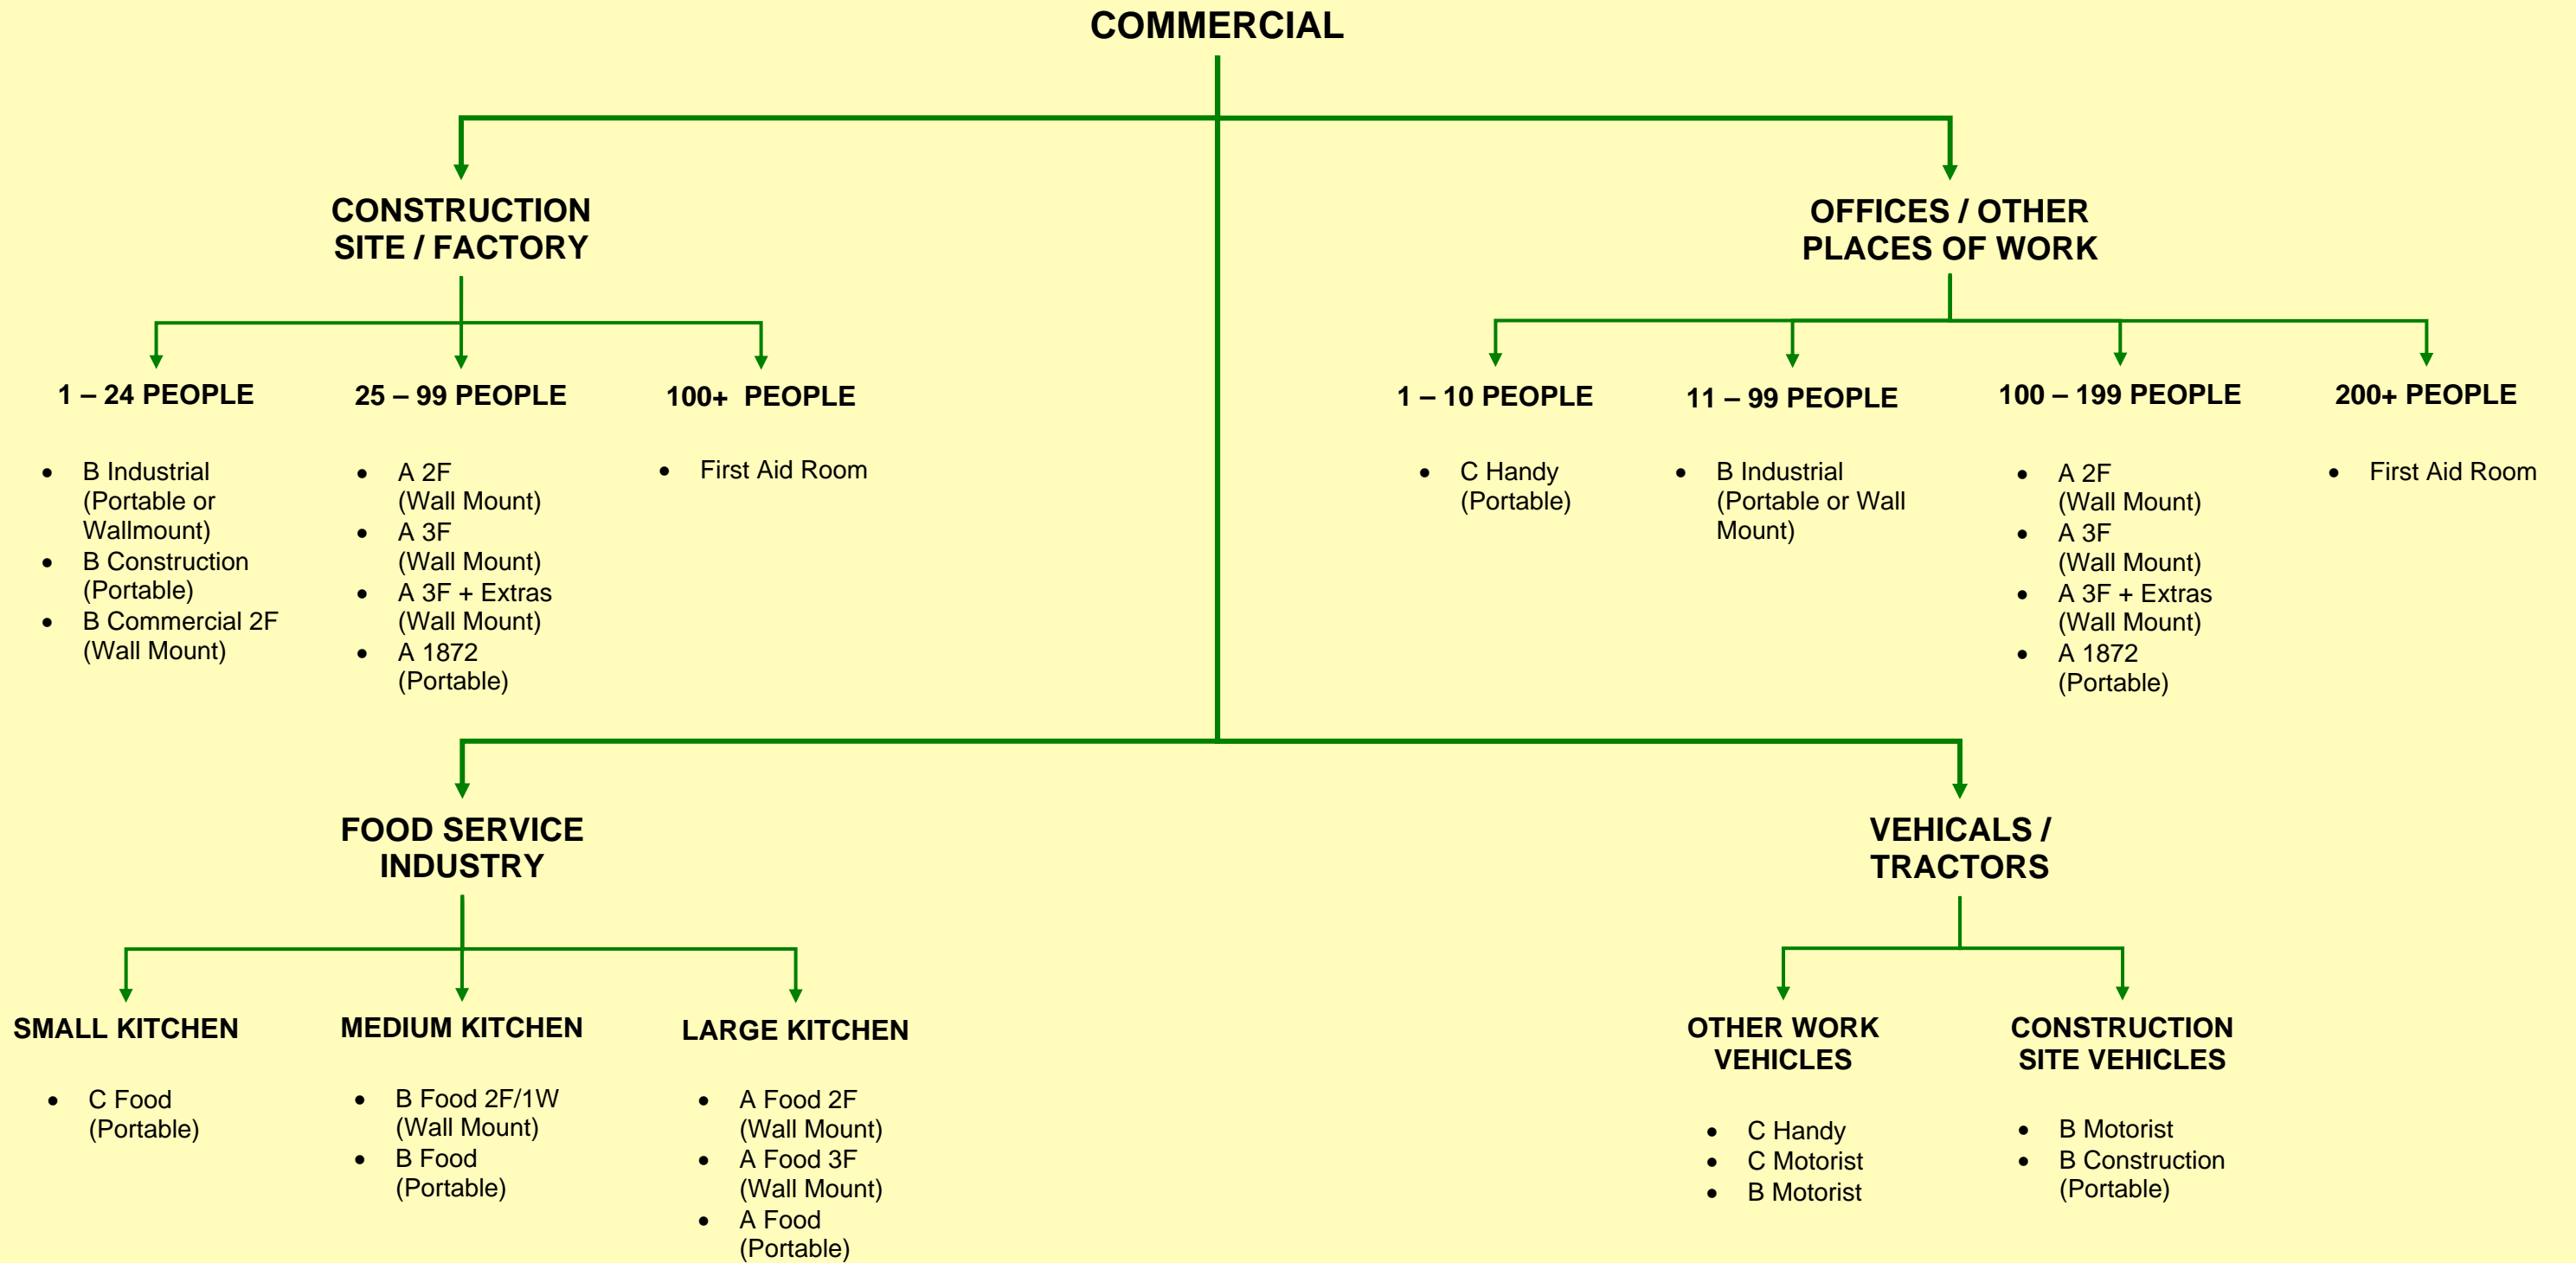 COMMERCIAL
CONSTRUCTION
SITE / FACTORY
1 – 24 PEOPLE
• B Industrial
(Portable or
Wallmount)
• B Construction
(Portable)
• B Commercial 2F
(Wall Mount)
25 – 99 PEOPLE
• A 2F
(Wall Mount)
• A 3F
(Wall Mount)
• A 3F + Extras
(Wall Mount)
• A 1872
(Portable)
100+ PEOPLE
• First Aid Room
OFFICES / OTHER
PLACES OF WORK
1 – 10 PEOPLE
• C Handy
(Portable)
11 – 99 PEOPLE
• B Industrial
(Portable or Wall
Mount)
100 – 199 PEOPLE
• A 2F
(Wall Mount)
• A 3F
(Wall Mount)
• A 3F + Extras
(Wall Mount)
• A 1872
(Portable)
200+ PEOPLE
• First Aid Room
FOOD SERVICE
INDUSTRY
SMALL KITCHEN
• C Food
(Portable)
MEDIUM KITCHEN
• B Food 2F/1W
(Wall Mount)
• B Food
(Portable)
LARGE KITCHEN
• A Food 2F
(Wall Mount)
• A Food 3F
(Wall Mount)
• A Food
(Portable)
VEHICALS /
TRACTORS
OTHER WORK
VEHICLES
• C Handy
• C Motorist
• B Motorist
CONSTRUCTION
SITE VEHICLES
• B Motorist
• B Construction
(Portable)